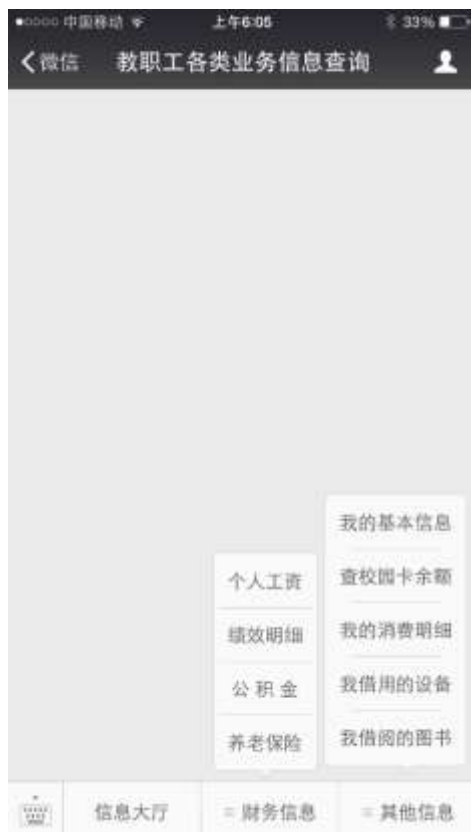 中国移动 上午6:05 33%
微信 教职工各类业务信息查询
我的基本信息
个人工资 查校园卡余额
绩效明细 我的消费明细
公积金 我借用的设备
养老保险 我借阅的图书
信息大厅 财务信息 其他信息